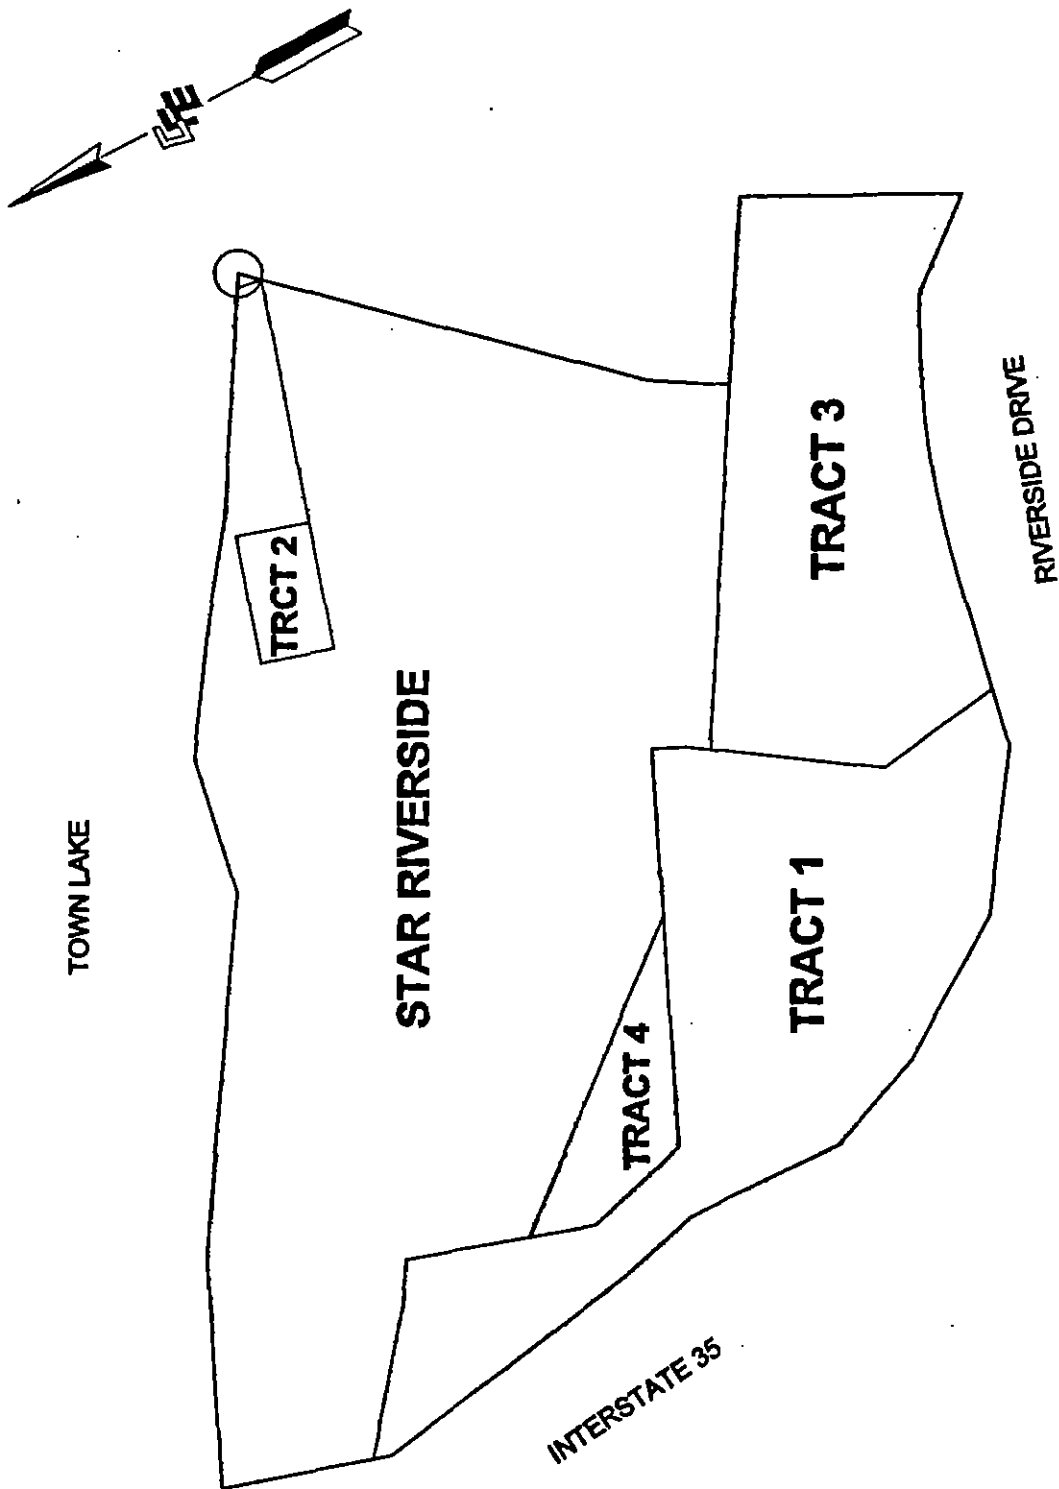 TOWN LAKE
TRCT 2
STAR RIVERSIDE
TRACT 4
TRACT 3
TRACT 1
RIVERSIDE DRIVE
INTERSTATE 35